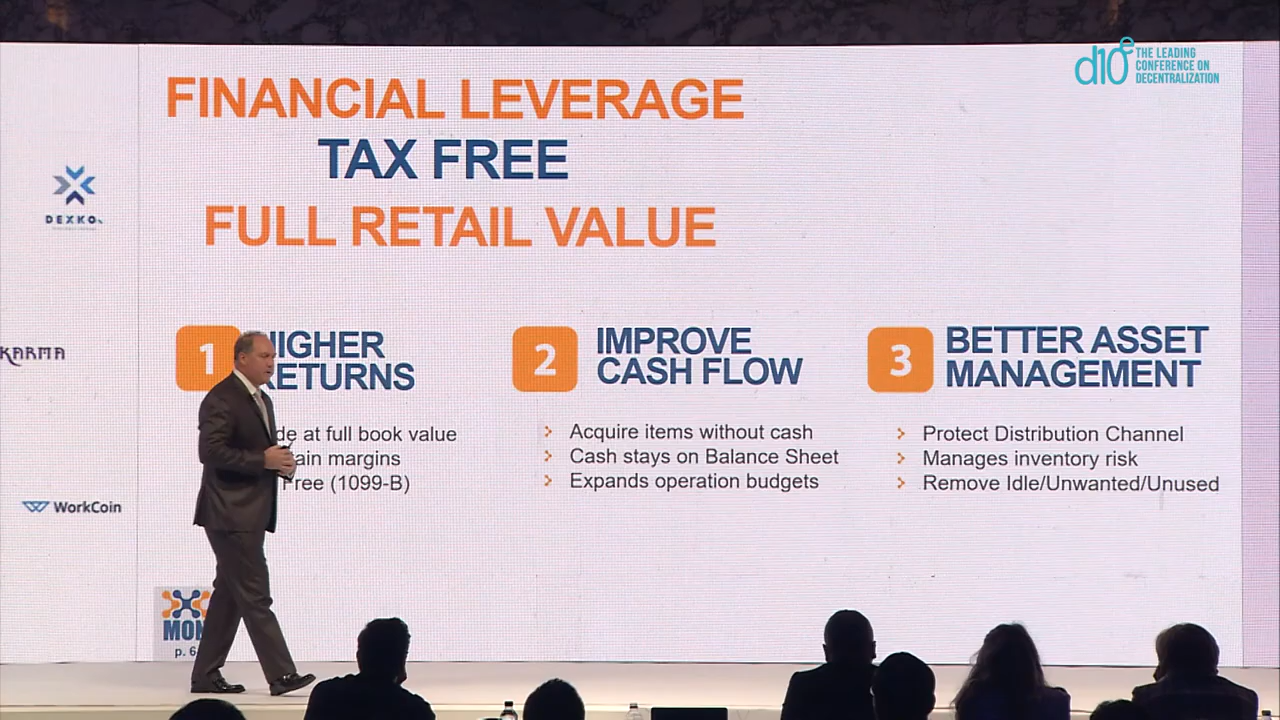 d10e THE LEADING
CONFERENCE ON
DECENTRALIZATION
FINANCIAL LEVERAGE
TAX FREE
FULL RETAIL VALUE
DEXKO
KARMA
WorkCoin
1 HIGHER
RETURNS
at full book value
margins
Free (1099-B)
2 IMPROVE
CASH FLOW
Acquire items without cash
Cash stays on Balance Sheet
Expands operation budgets
3 BETTER ASSET
MANAGEMENT
Protect Distribution Channel
Manages inventory risk
Remove Idle/Unwanted/Unused
p. 6